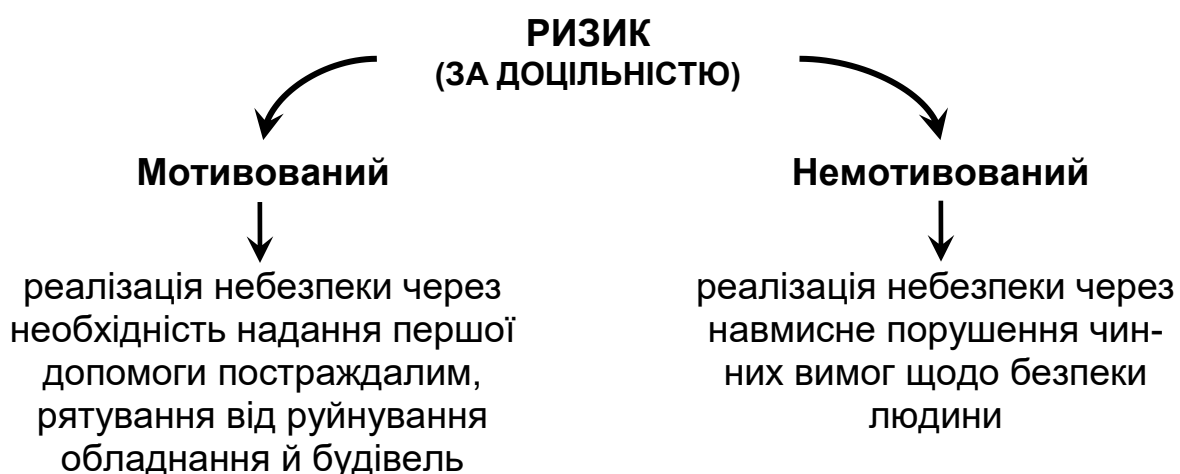 РИЗИК
(ЗА ДОЦІЛЬНІСТЮ)
Мотивований
Немотивований
реалізація небезпеки через
необхідність надання першої
допомоги постраждалим,
рятування від руйнування
обладнання й будівель
реалізація небезпеки через
навмисне порушення чин-
них вимог щодо безпеки
людини